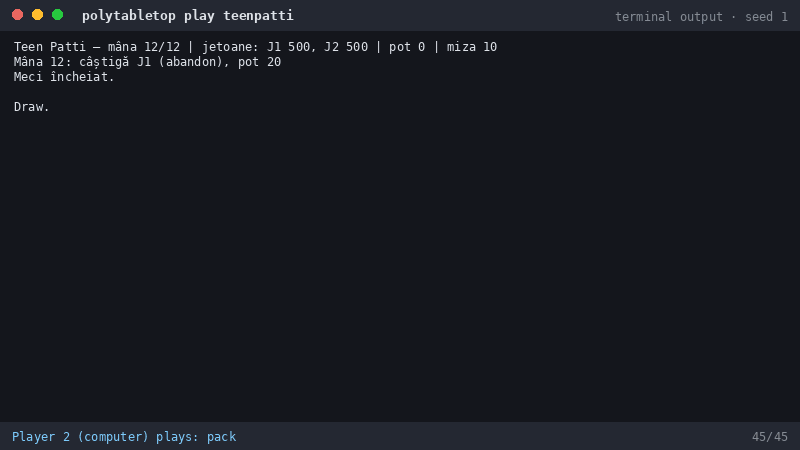 polytabletop play teenpatti
terminal output · seed 1
Teen Patti — mâna 12/12 | jetoane: J1 500, J2 500 | pot 0 | miza 10
Mâna 12: câștigă J1 (abandon), pot 20
Meci încheiat.
Draw.
Player 2 (computer) plays: pack
45/45